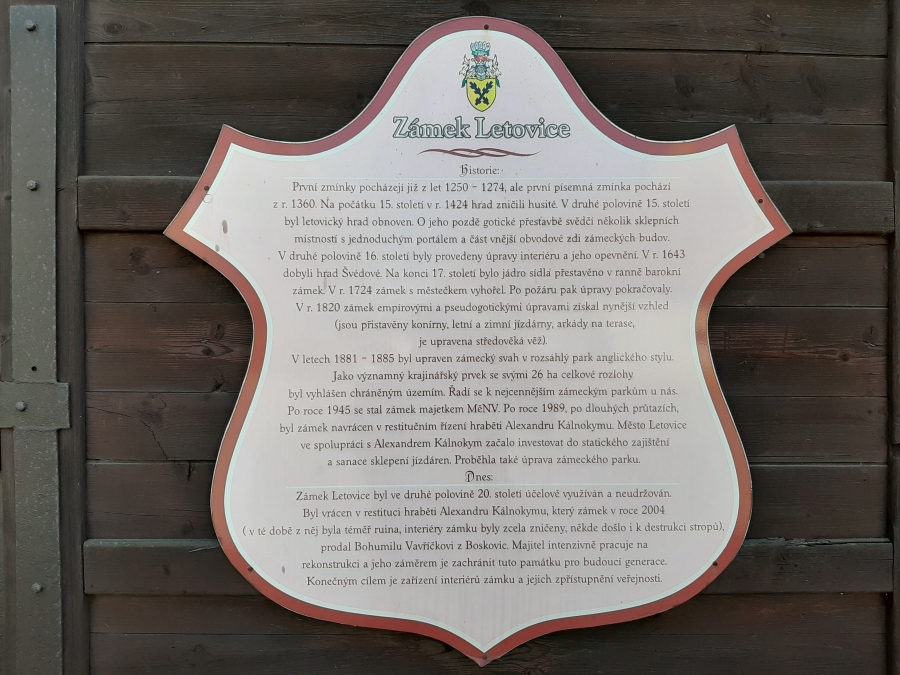 Zámek Letovice
Historie:
První zmínky pocházejí již z let 1250 – 1274, ale první písemná zmínka pochází
z r. 1360. Na počátku 15. století v r. 1424 hrad zničili husité. V druhé polovině 15. století
byl letovický hrad obnoven. O jeho pozdě gotické přestavbě svědčí několik sklepních
místností s jednoduchým portálem a část vnější obvodové zdi zámeckých budov.
V druhé polovině 16. století byly provedeny úpravy interiéru a jeho opevnění. V r. 1643
dobyli hrad Švédové. Na konci 17. století bylo jádro sídla přestavěno v ranně barokní
zámek. V r. 1724 zámek s městečkem vyhořel. Po požáru pak úpravy pokračovaly.
V r. 1820 zámek empírovými a pseudogotickými úpravami získal nynější vzhled
(jsou přistavěny konírny, letní a zimní jízdárny, arkády na terase,
je upravena středověká věž).
V letech 1881 – 1885 byl upraven zámecký svah v rozsáhlý park anglického stylu.
Jako významný krajinářský prvek se svými 26 ha celkové rozlohy
byl vyhlášen chráněným územím. Řadí se k nejcennějším zámeckým parkům u nás.
Po roce 1945 se stal zámek majetkem MěNV. Po roce 1989, po dlouhých průtazích,
byl zámek navrácen v restitučním řízení hraběti Alexandru Kálnokymu. Město Letovice
ve spolupráci s Alexandrem Kálnokym začalo investovat do statického zajištění
a sanace sklepení jízdáren. Proběhla také úprava zámeckého parku.
Dnes:
Zámek Letovice byl ve druhé polovině 20. století účelově využíván a neudržován.
Byl vrácen v restituci hraběti Alexandru Kálnokymu, který zámek v roce 2004
( v té době z něj byla téměř ruina, interiéry zámku byly zcela zničeny, někde došlo i k destrukci stropů),
prodal Bohumilu Vavříčkovi z Boskovic. Majitel intenzivně pracuje na
rekonstrukci a jeho záměrem je zachránit tuto památku pro budoucí generace.
Konečným cílem je zařízení interiérů zámku a jejich zpřístupnění veřejnosti.